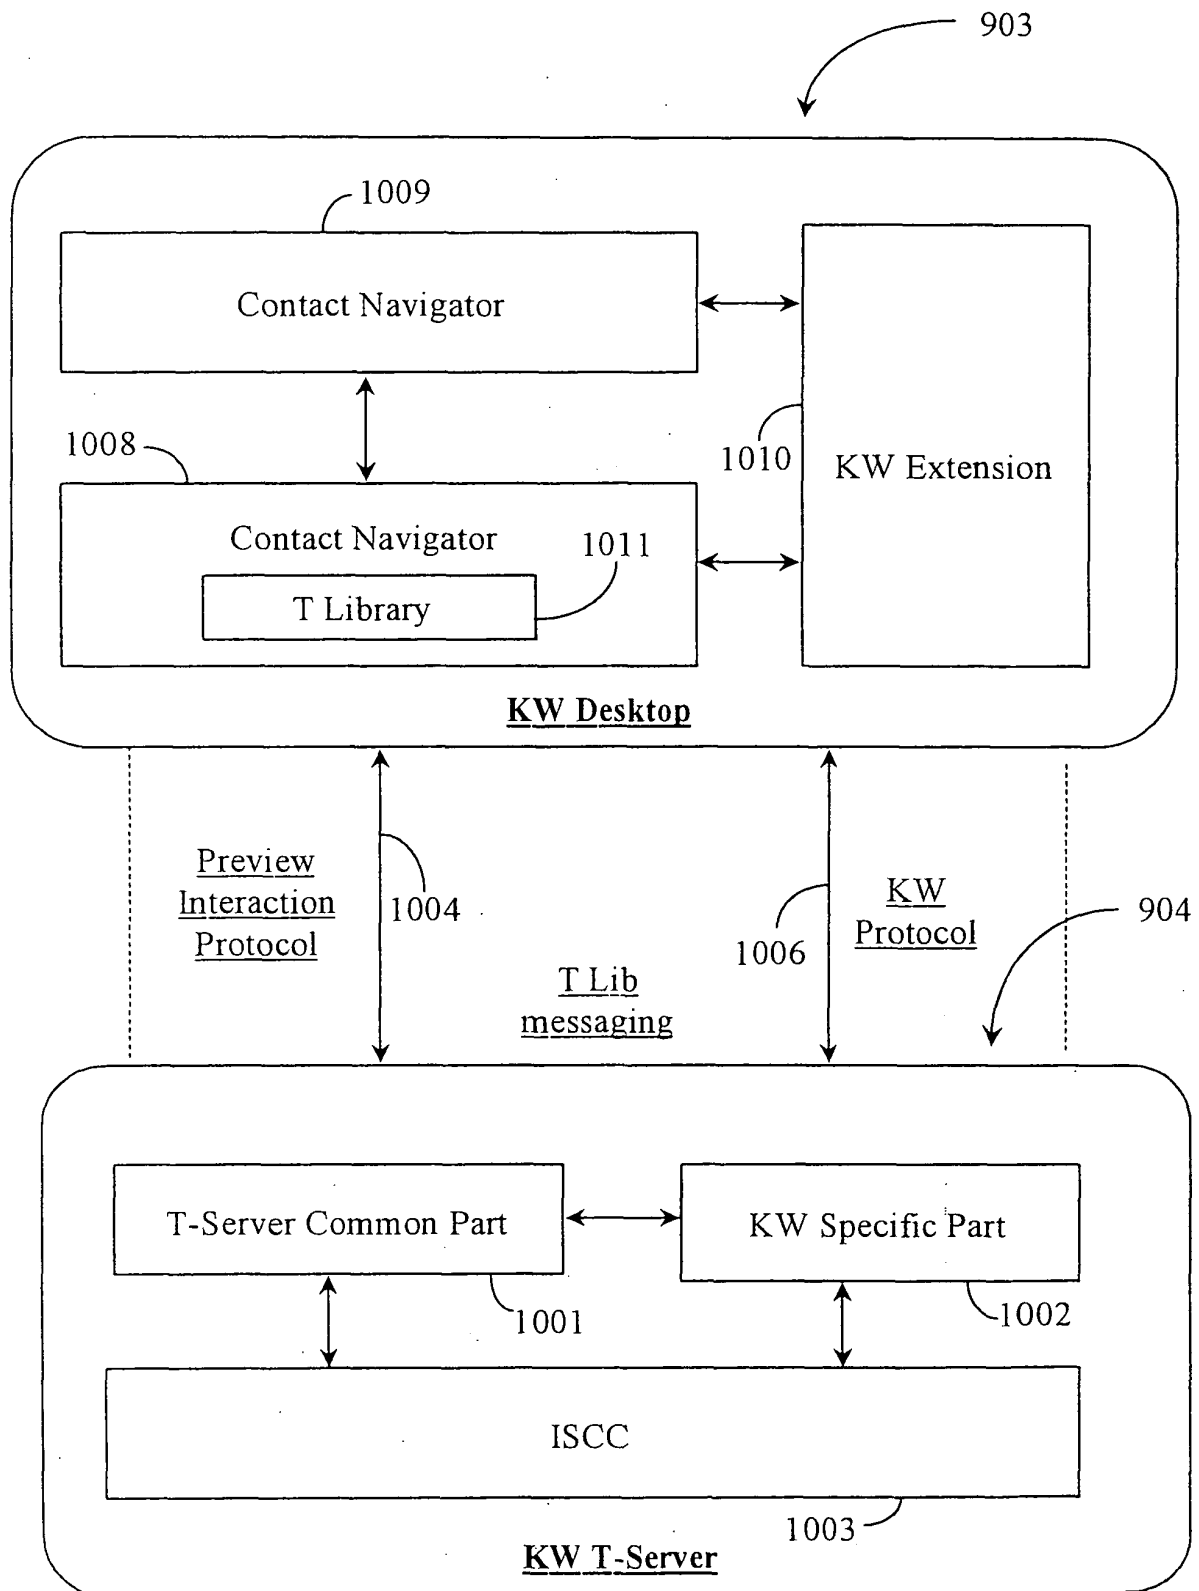 903
1009
Contact Navigator
1008
1010
KW Extension
Contact Navigator
1011
T Library
KW Desktop
Preview
Interaction
Protocol
1004
1006
KW
Protocol
904
T Lib
messaging
T-Server Common Part
KW Specific Part
1001
1002
ISCC
1003
KW T-Server